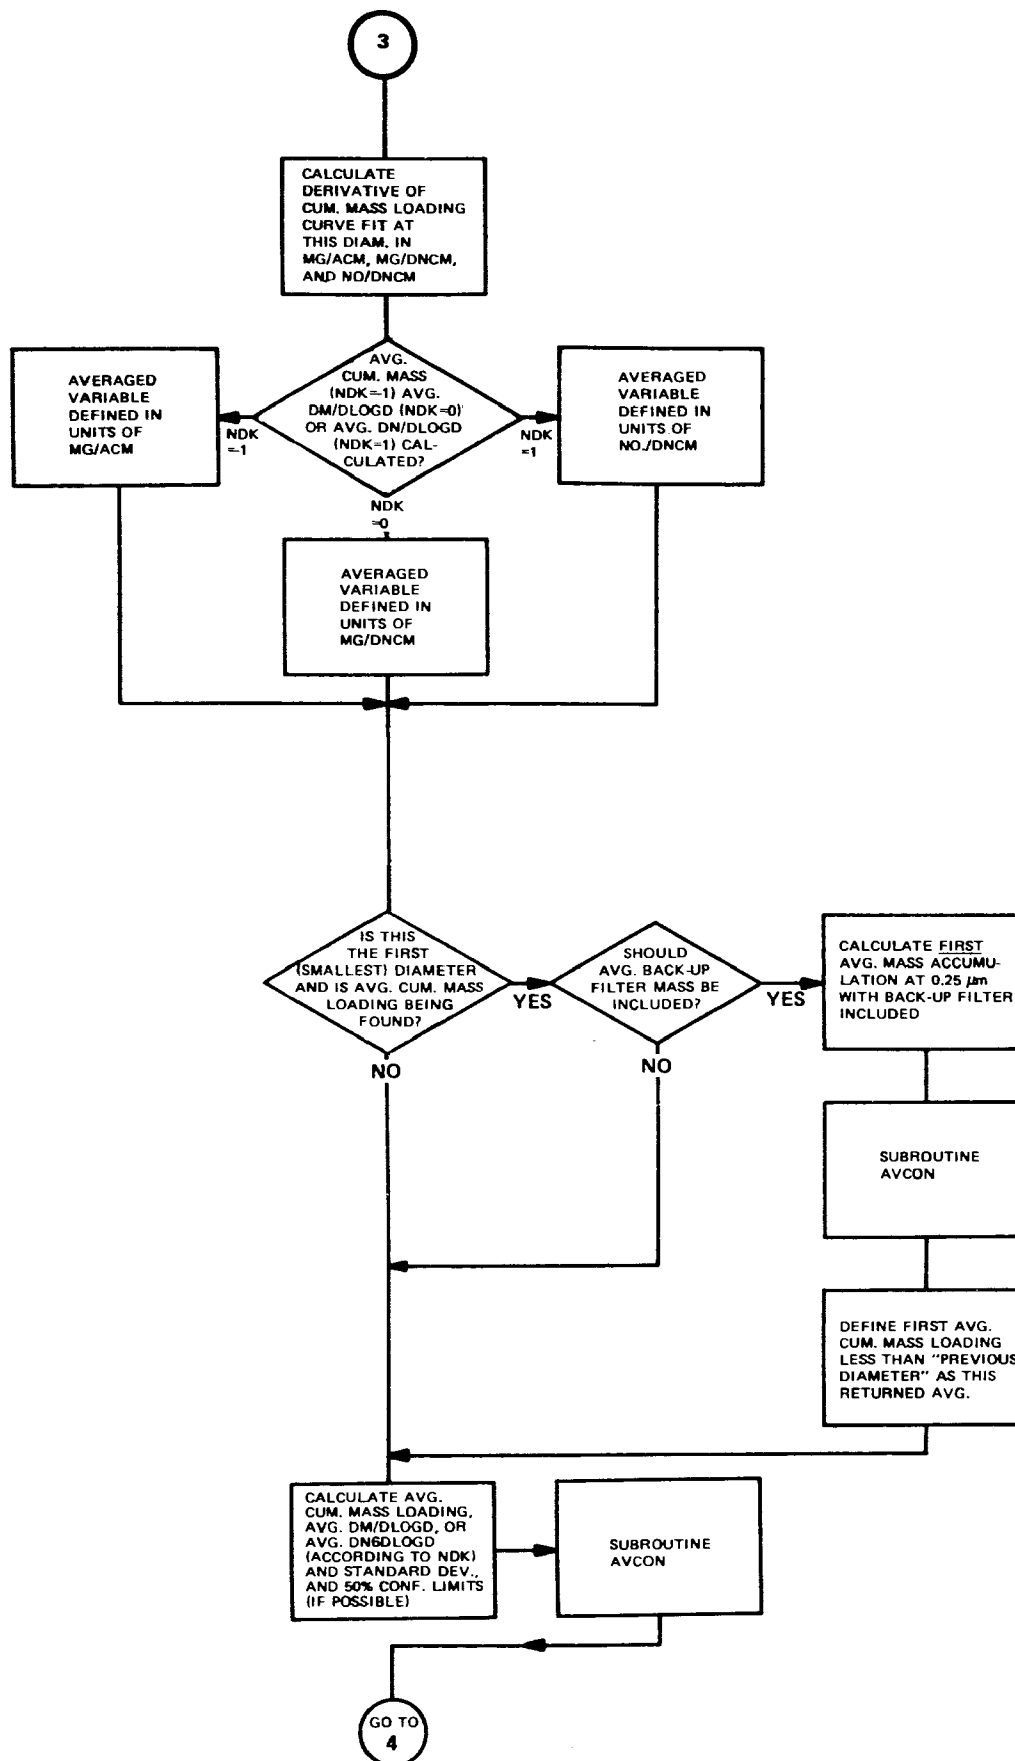 3
CALCULATE
DERIVATIVE OF
CUM. MASS LOADING
CURVE FIT AT
THIS DIAM. IN
MG/ACM, MG/DNCM,
AND NO/DNCM
AVG.
CUM. MASS
(NDK=-1) AVG.
DM/DLOGD (NDK=0)
OR AVG. DN/DLOGD
(NDK=1) CAL-
CULATED?
AVERAGED
VARIABLE
DEFINED IN
UNITS OF
MG/ACM
NDK
=-1
NDK
=1
AVERAGED
VARIABLE
DEFINED IN
UNITS OF
NO./DNCM
NDK
=0
AVERAGED
VARIABLE
DEFINED IN
UNITS OF
MG/DNCM
IS THIS
THE FIRST
(SMALLEST) DIAMETER
AND IS AVG. CUM. MASS
LOADING BEING
FOUND?
YES
NO
SHOULD
AVG. BACK-UP
FILTER MASS BE
INCLUDED?
YES
NO
CALCULATE FIRST
AVG. MASS ACCUMU-
LATION AT 0.25 μm
WITH BACK-UP FILTER
INCLUDED
SUBROUTINE
AVCON
DEFINE FIRST AVG.
CUM. MASS LOADING
LESS THAN "PREVIOUS
DIAMETER" AS THIS
RETURNED AVG.
CALCULATE AVG.
CUM. MASS LOADING,
AVG. DM/DLOGD, OR
AVG. DN6DLOGD
(ACCORDING TO NDK)
AND STANDARD DEV.,
AND 50% CONF. LIMITS
(IF POSSIBLE)
SUBROUTINE
AVCON
GO TO
4